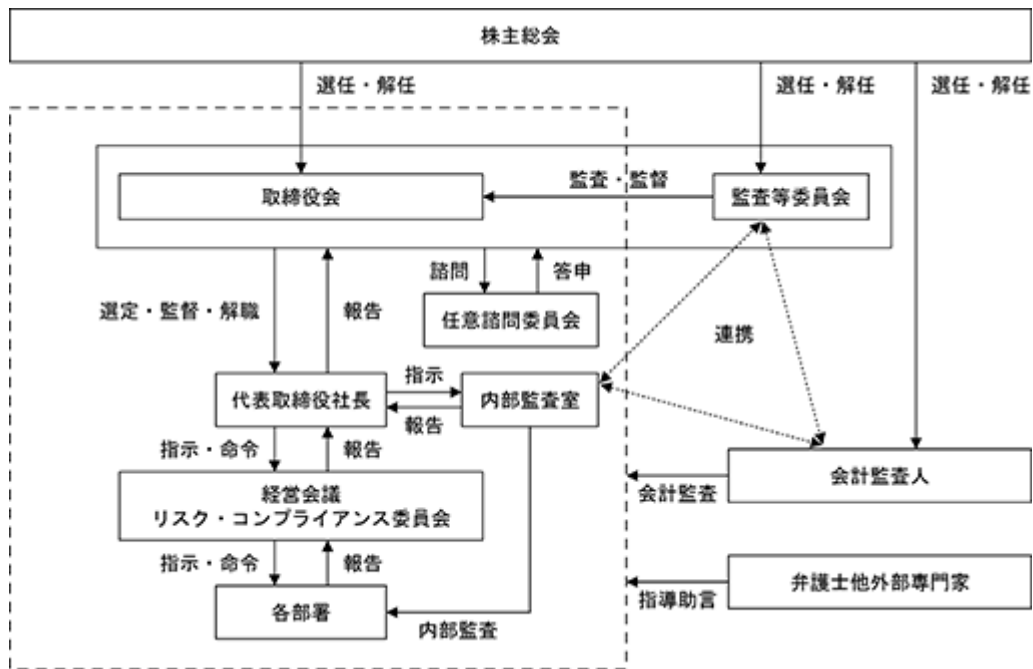 株主総会
選任・解任
選任・解任
選任・解任
取締役会
監査・監督
監査等委員会
諮問
答申
選定・監督・解職
報告
任意諮問委員会
連携
代表取締役社長
指示
報告
内部監査室
指示・命令
報告
会計監査人
経営会議
リスク・コンプライアンス委員会
会計監査
指示・命令
報告
弁護士他外部専門家
指導助言
各部署
内部監査